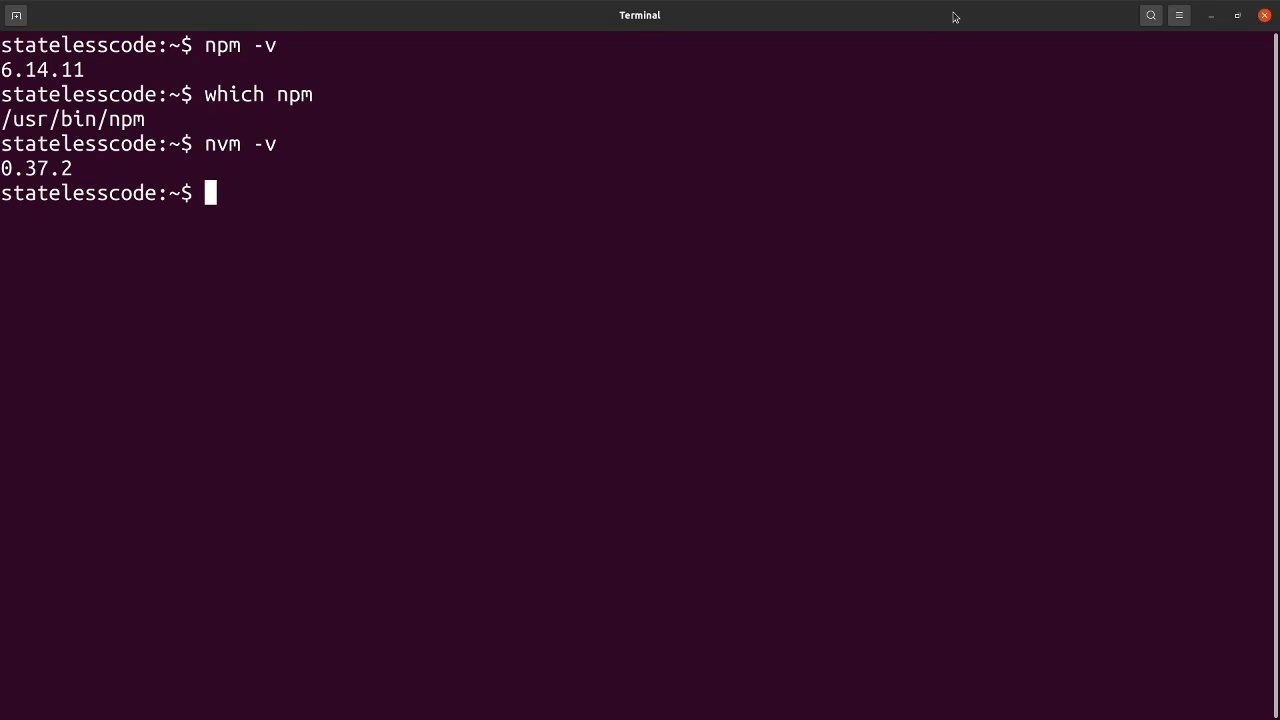 Terminal
statelesscode:~$ npm -v
6.14.11
statelesscode:~$ which npm
/usr/bin/npm
statelesscode:~$ nvm -v
0.37.2
statelesscode:~$